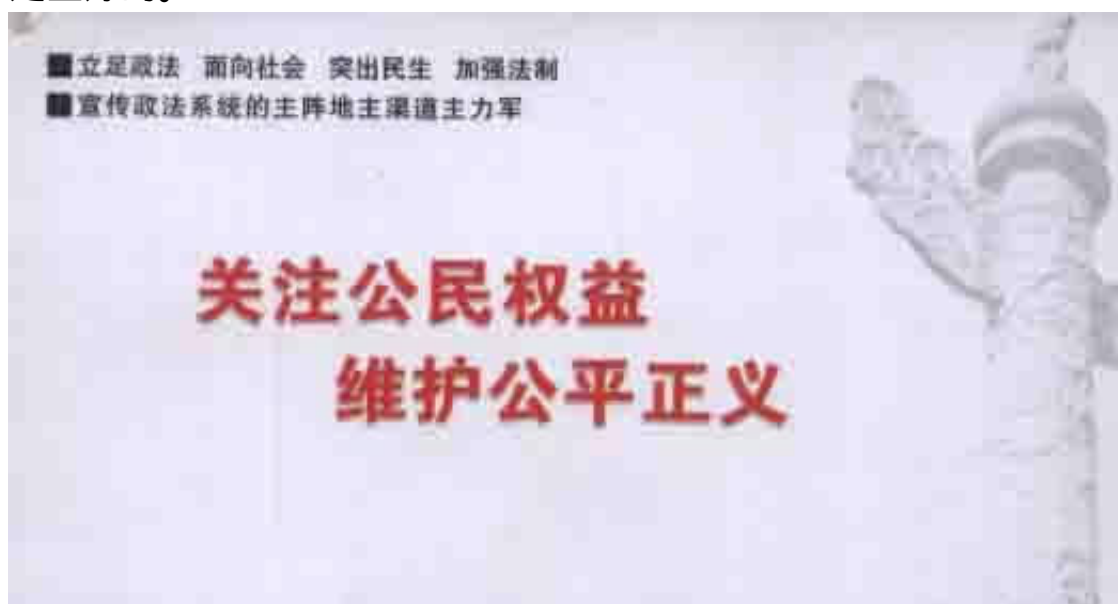 ■立足政法 面向社会 突出民生 加强法制
■宣传政法系统的主阵地主渠道主力军
关注公民权益
维护公平正义